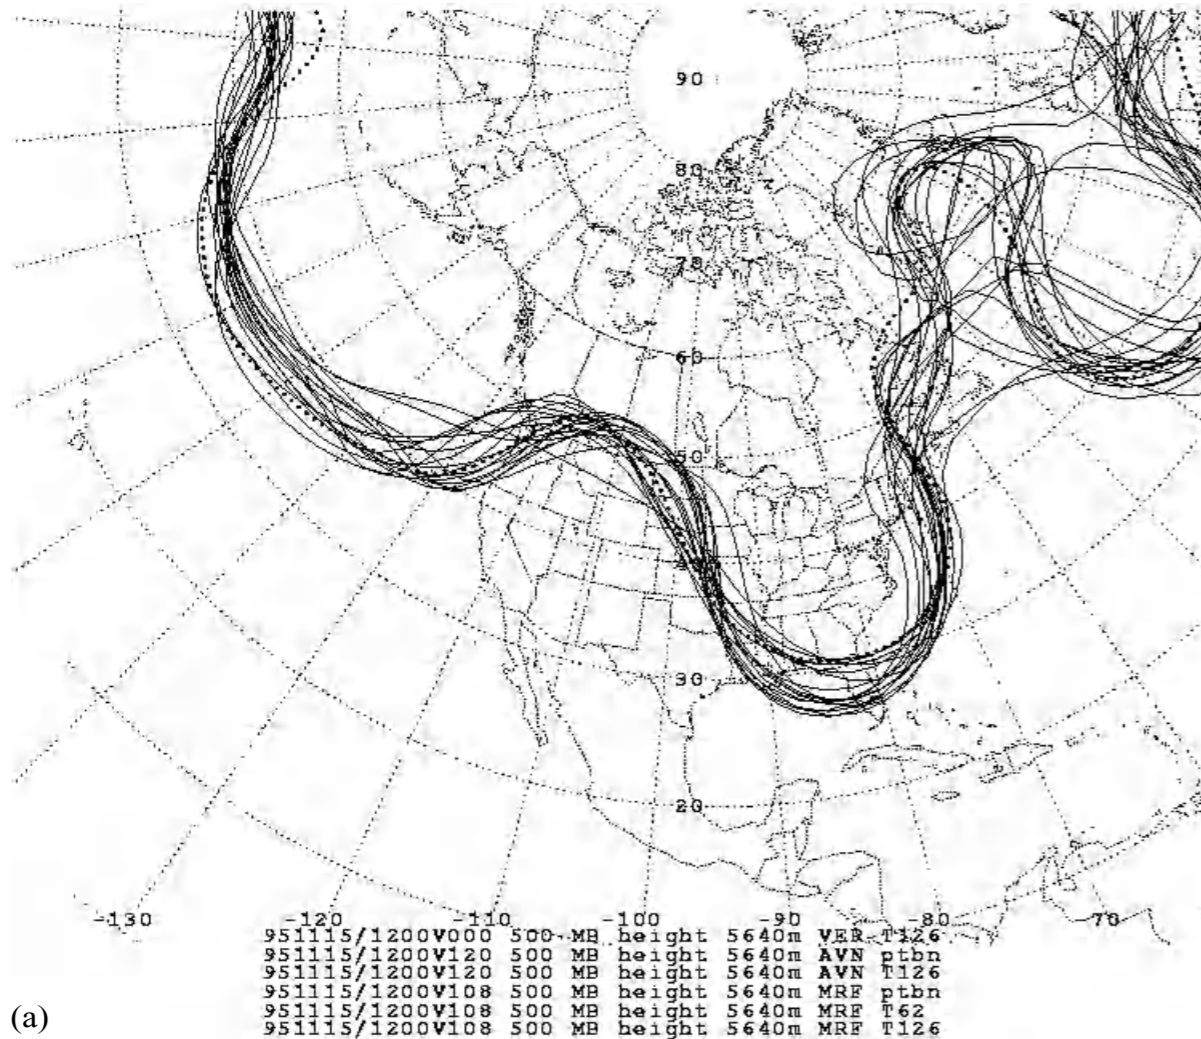 90
80
70
60
50
40
30
20
-130 -120 -110 -100 -90 -80 70
951115/1200V000 500 MB height 5640m VER T126
951115/1200V120 500 MB height 5640m AVN ptbn
951115/1200V120 500 MB height 5640m AVN T126
951115/1200V108 500 MB height 5640m MRF ptbn
951115/1200V108 500 MB height 5640m MRF T62
(a) 951115/1200V108 500 MB height 5640m MRF T126